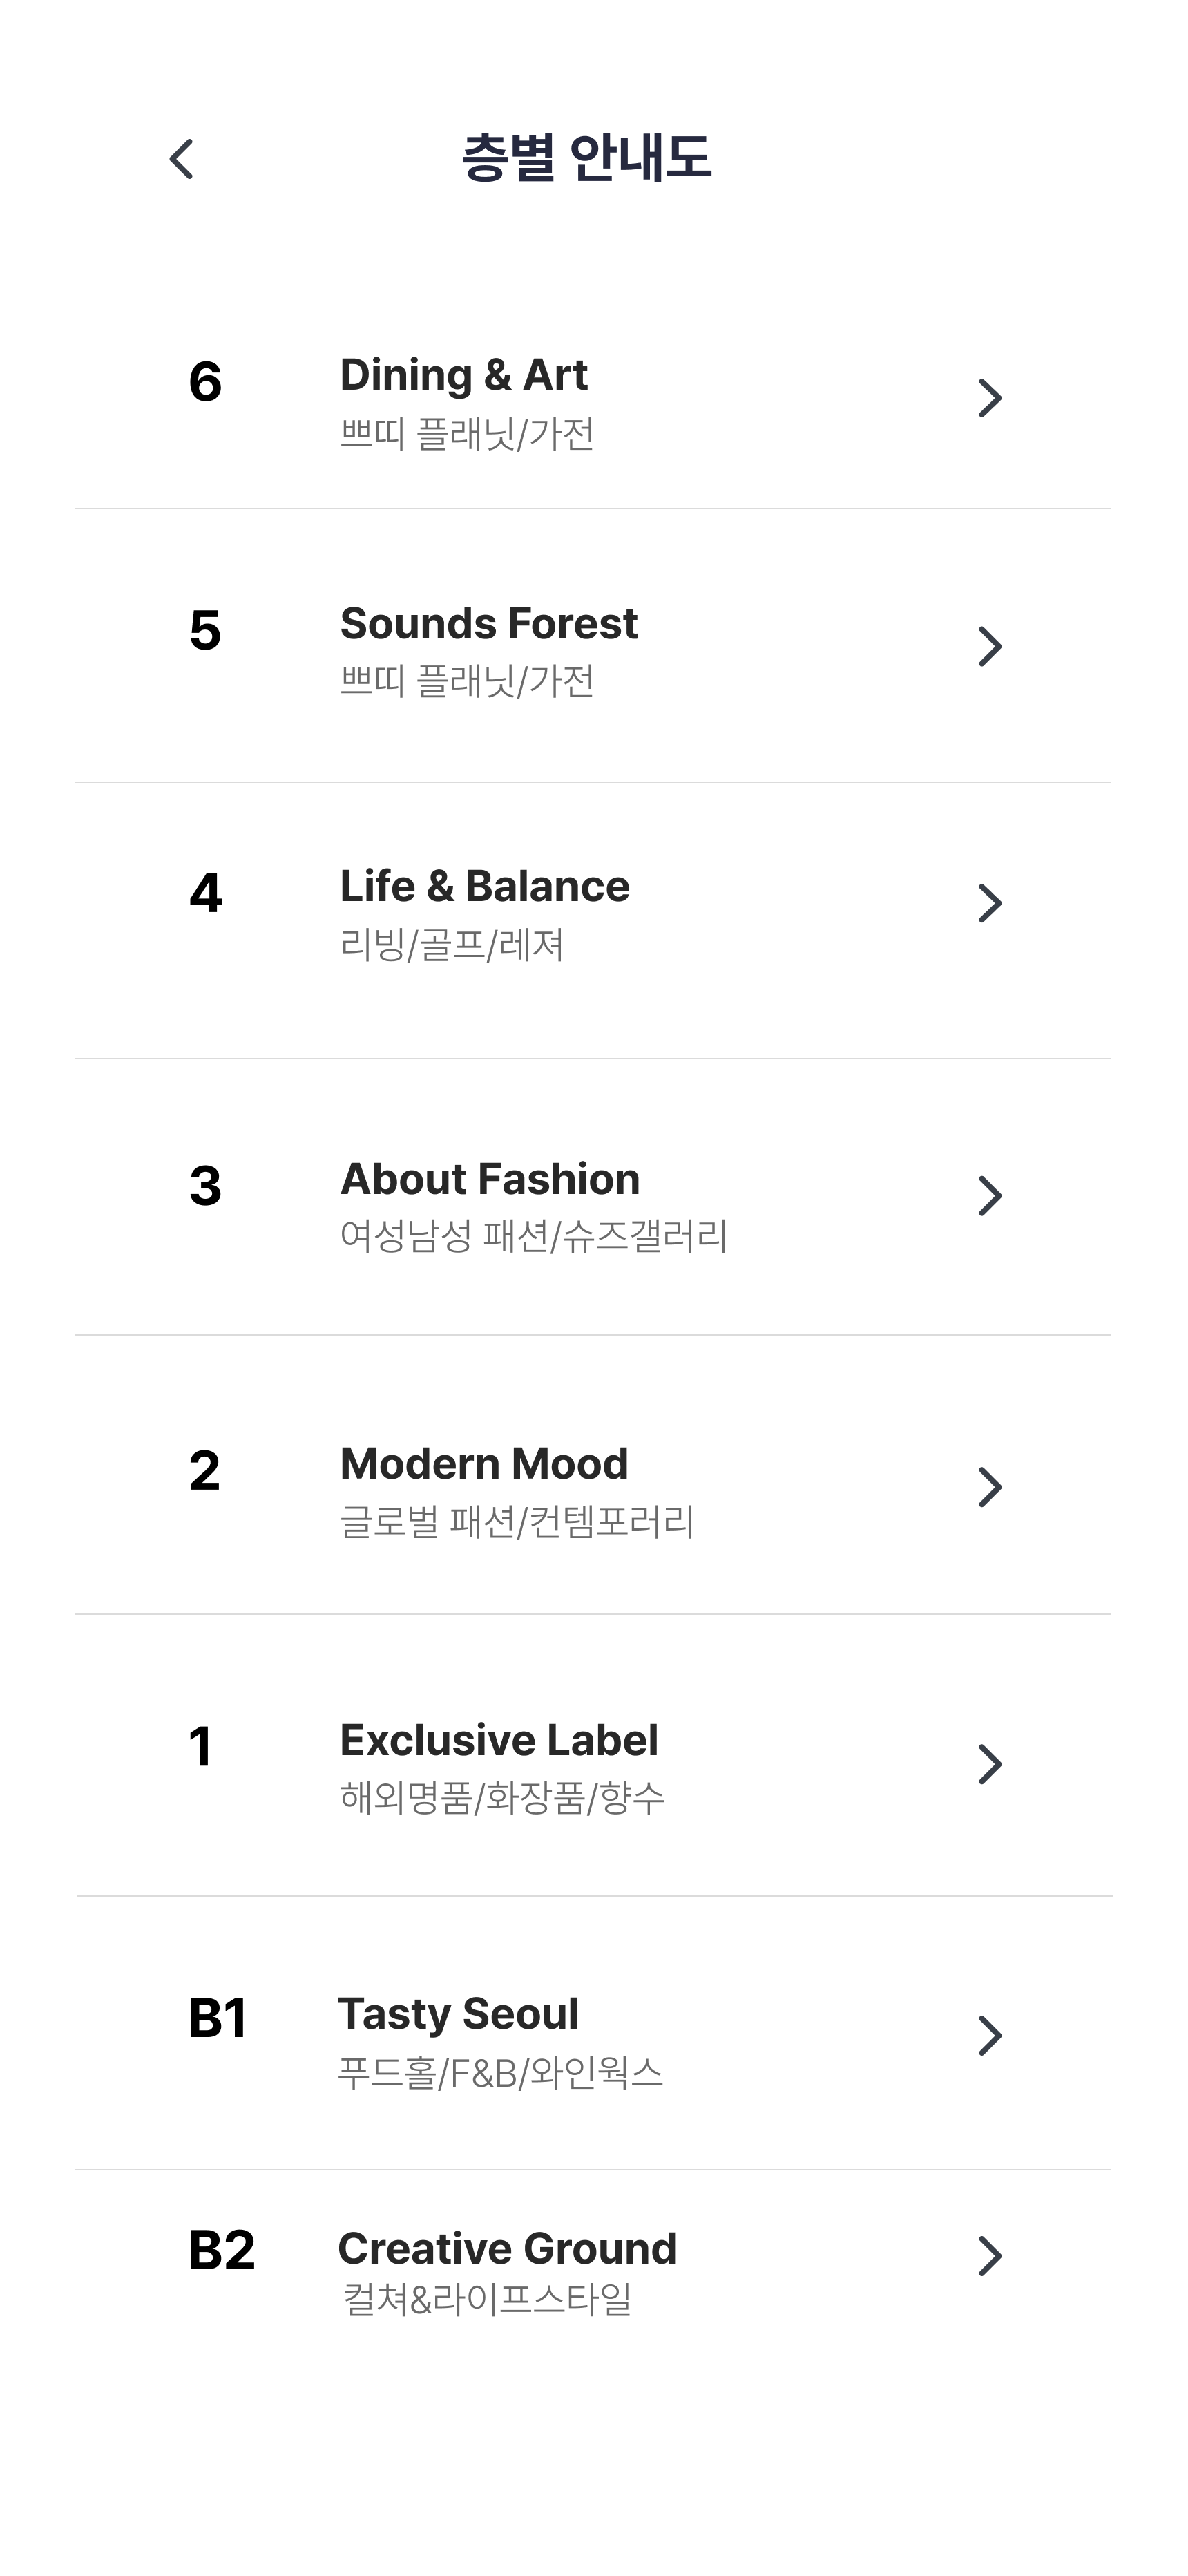 층별 안내도
6
Dining & Art
쁘띠 플래닛/가전
5
Sounds Forest
쁘띠 플래닛/가전
4
Life & Balance
리빙/골프/레져
3
About Fashion
여성남성 패션/슈즈갤러리
2
Modern Mood
글로벌 패션/컨템포러리
1
Exclusive Label
해외명품/화장품/향수
B1
Tasty Seoul
푸드홀/F&B/와인웍스
B2
Creative Ground
컬쳐&라이프스타일